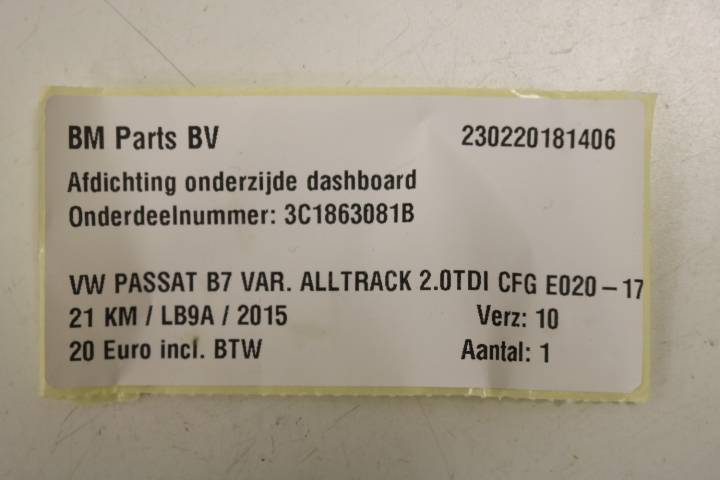 BM Parts BV 230220181406
Afdichting onderzijde dashboard
Onderdeelnummer: 3C1863081B
VW PASSAT B7 VAR. ALLTRACK 2.0TDI CFG E020-17
21 KM / LB9A / 2015 Verz: 10
20 Euro incl. BTW Aantal: 1